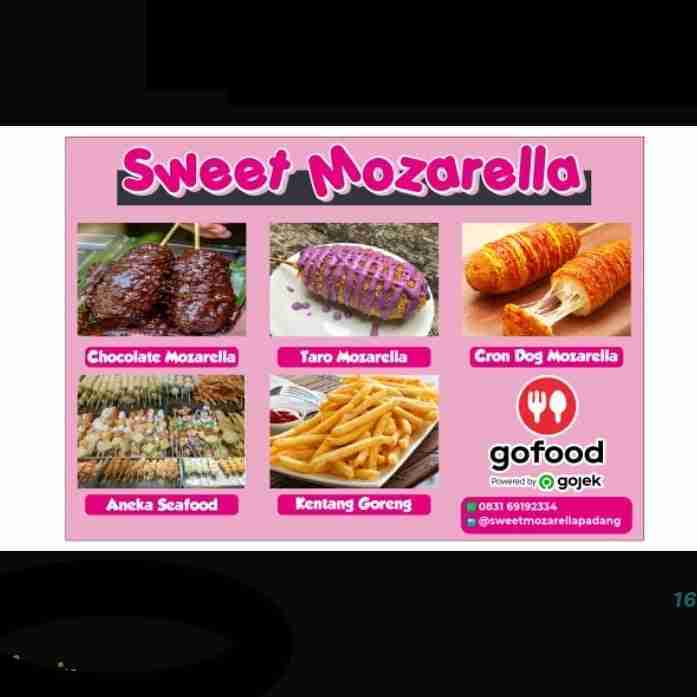 Sweet Mozarella
Chocolate Mozarella
Taro Mozarella
Cron Dog Mozarella
Aneka Seafood
Kentang Goreng
gofood
Powered by gojek
0831 69192334
@sweetmozarellapadang
16